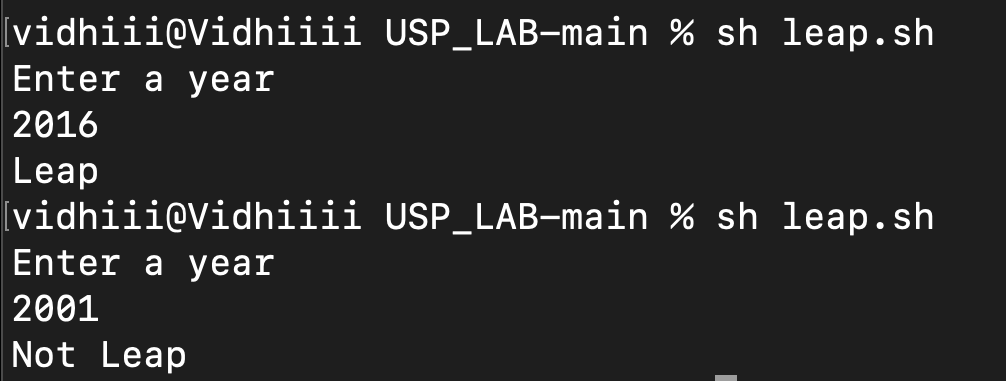 [vidhiii@Vidhiiii USP_LAB-main % sh leap.sh
Enter a year
2016
Leap
[vidhiii@Vidhiiii USP_LAB-main % sh leap.sh
Enter a year
2001
Not Leap